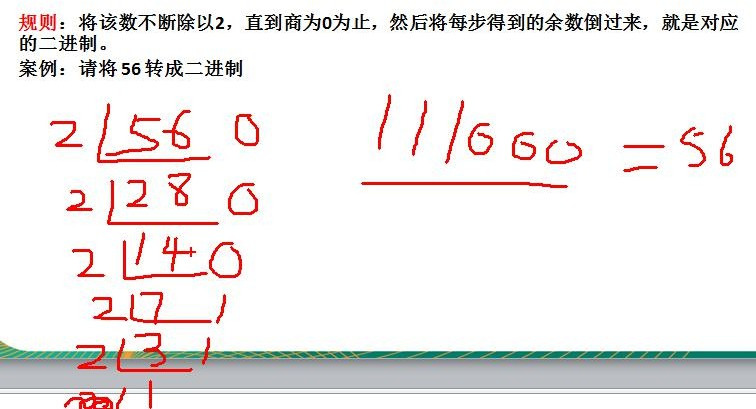 规则：将该数不断除以2，直到商为0为止，然后将每步得到的余数倒过来，就是对应
的二进制。
案例：请将 56 转成二进制
2 56 0
111000 = 56
2 28 0
2 14 0
2 7 1
2 3 1
1